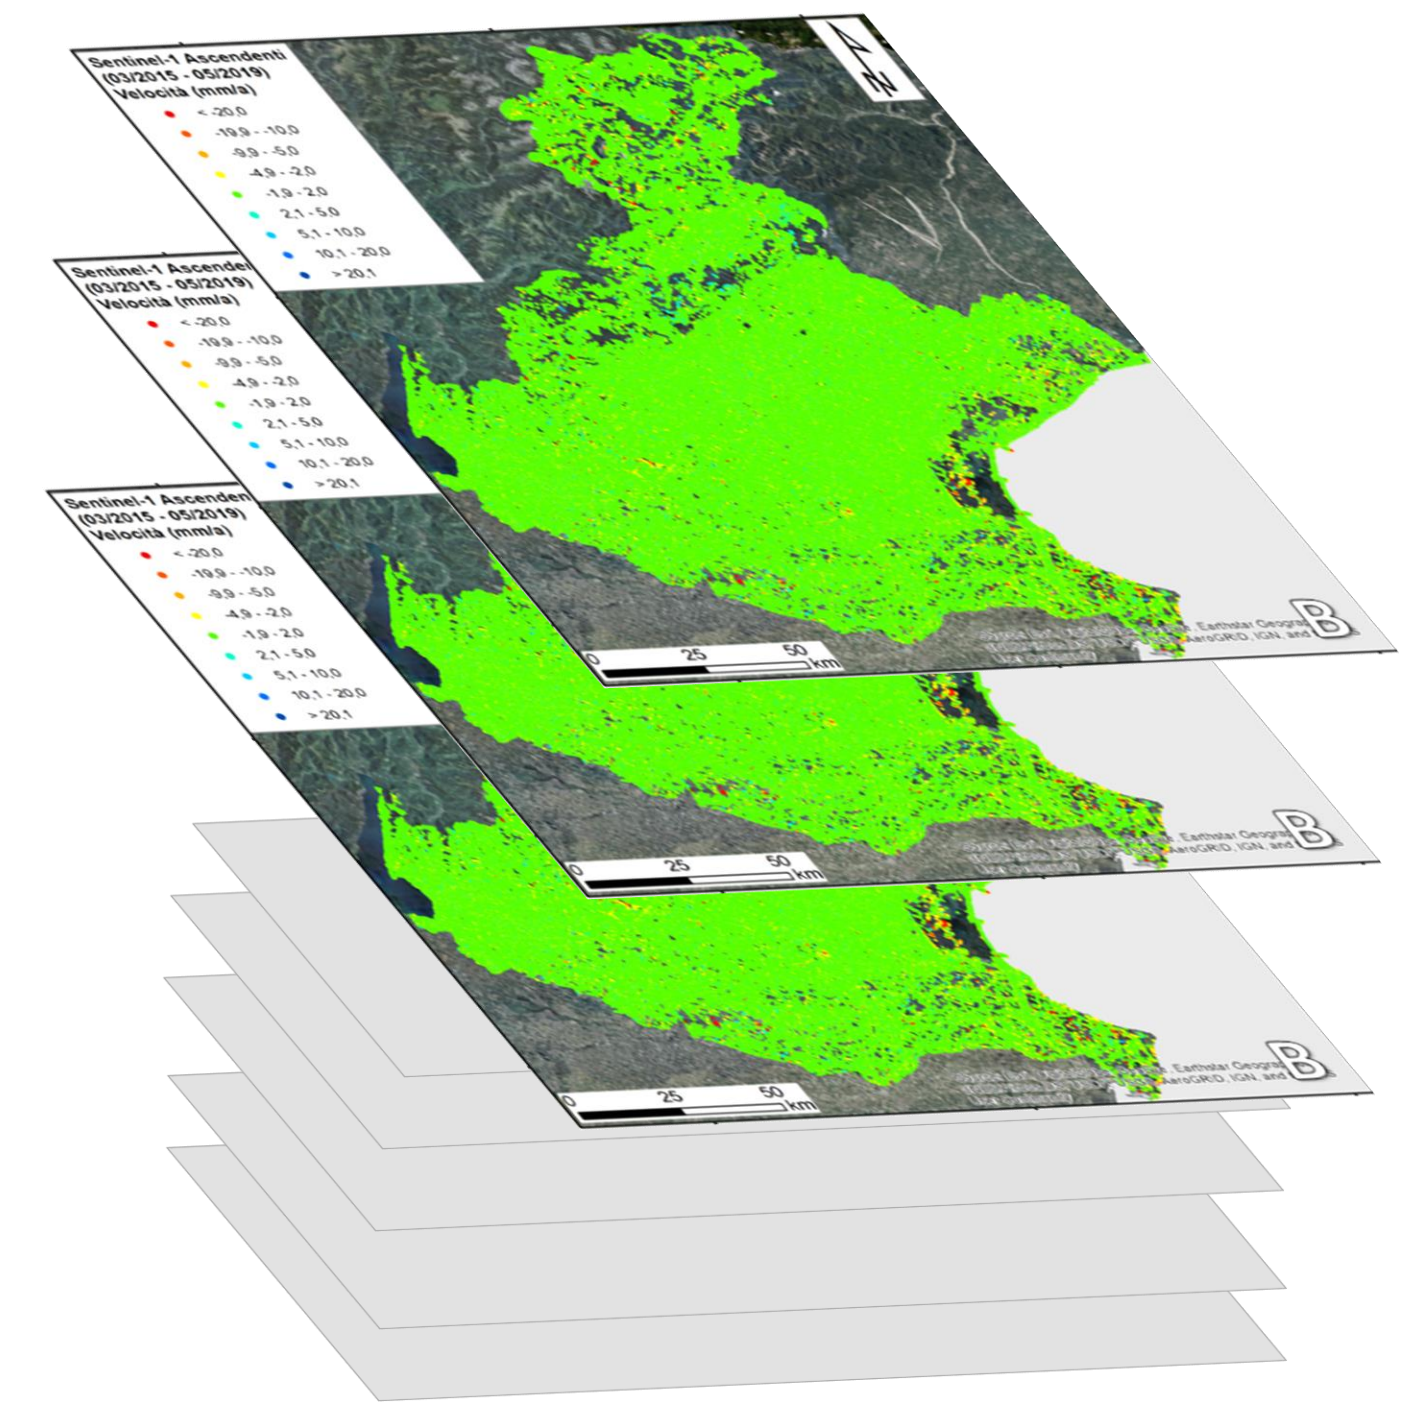 Sentinel-1 Ascendenti
(03/2015 - 05/2019)
Velocità (mm/a)
< -20,0
-19,9 - -10,0
-9,9 - -5,0
-4,9 - -2,0
-1,9 - 2,0
2,1 - 5,0
5,1 - 10,0
10,1 - 20,0
> 20,1
N
0 25 50
km
Earthstar Geograp
AeroGRID, IGN, and
B
Sentinel-1 Ascenden
(03/2015 - 05/2019)
Velocità (mm/a)
< -20,0
-19,9 - -10,0
-9,9 - -5,0
-4,9 - -2,0
-1,9 - 2,0
2,1 - 5,0
5,1 - 10,0
10,1 - 20,0
> 20,1
0 25 50
km
Earthstar Geograp
AeroGRID, IGN, and
B
Sentinel-1 Ascenden
(03/2015 - 05/2019)
Velocità (mm/a)
< -20,0
-19,9 - -10,0
-9,9 - -5,0
-4,9 - -2,0
-1,9 - 2,0
2,1 - 5,0
5,1 - 10,0
10,1 - 20,0
> 20,1
0 25 50
km
Earthstar Geograp
AeroGRID, IGN, and
B